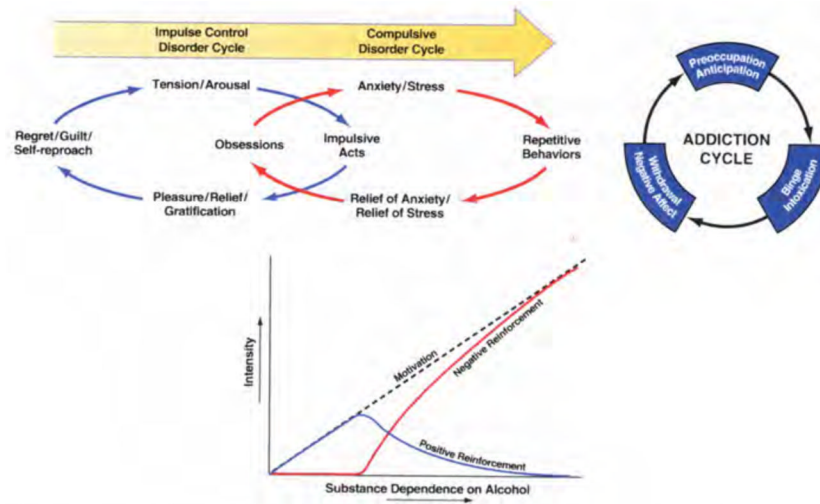 Impulse Control
Disorder Cycle
Compulsive
Disorder Cycle
Tension/Arousal
Anxiety/Stress
Regret/Guilt/
Self-reproach
Obsessions
Impulsive
Acts
Repetitive
Behaviors
Pleasure/Relief/
Gratification
Relief of Anxiety/
Relief of Stress
Preoccupation
Anticipation
ADDICTION
CYCLE
Binge
Intoxication
Withdrawal
Negative Affect
Intensity
Motivation
Negative Reinforcement
Positive Reinforcement
Substance Dependence on Alcohol